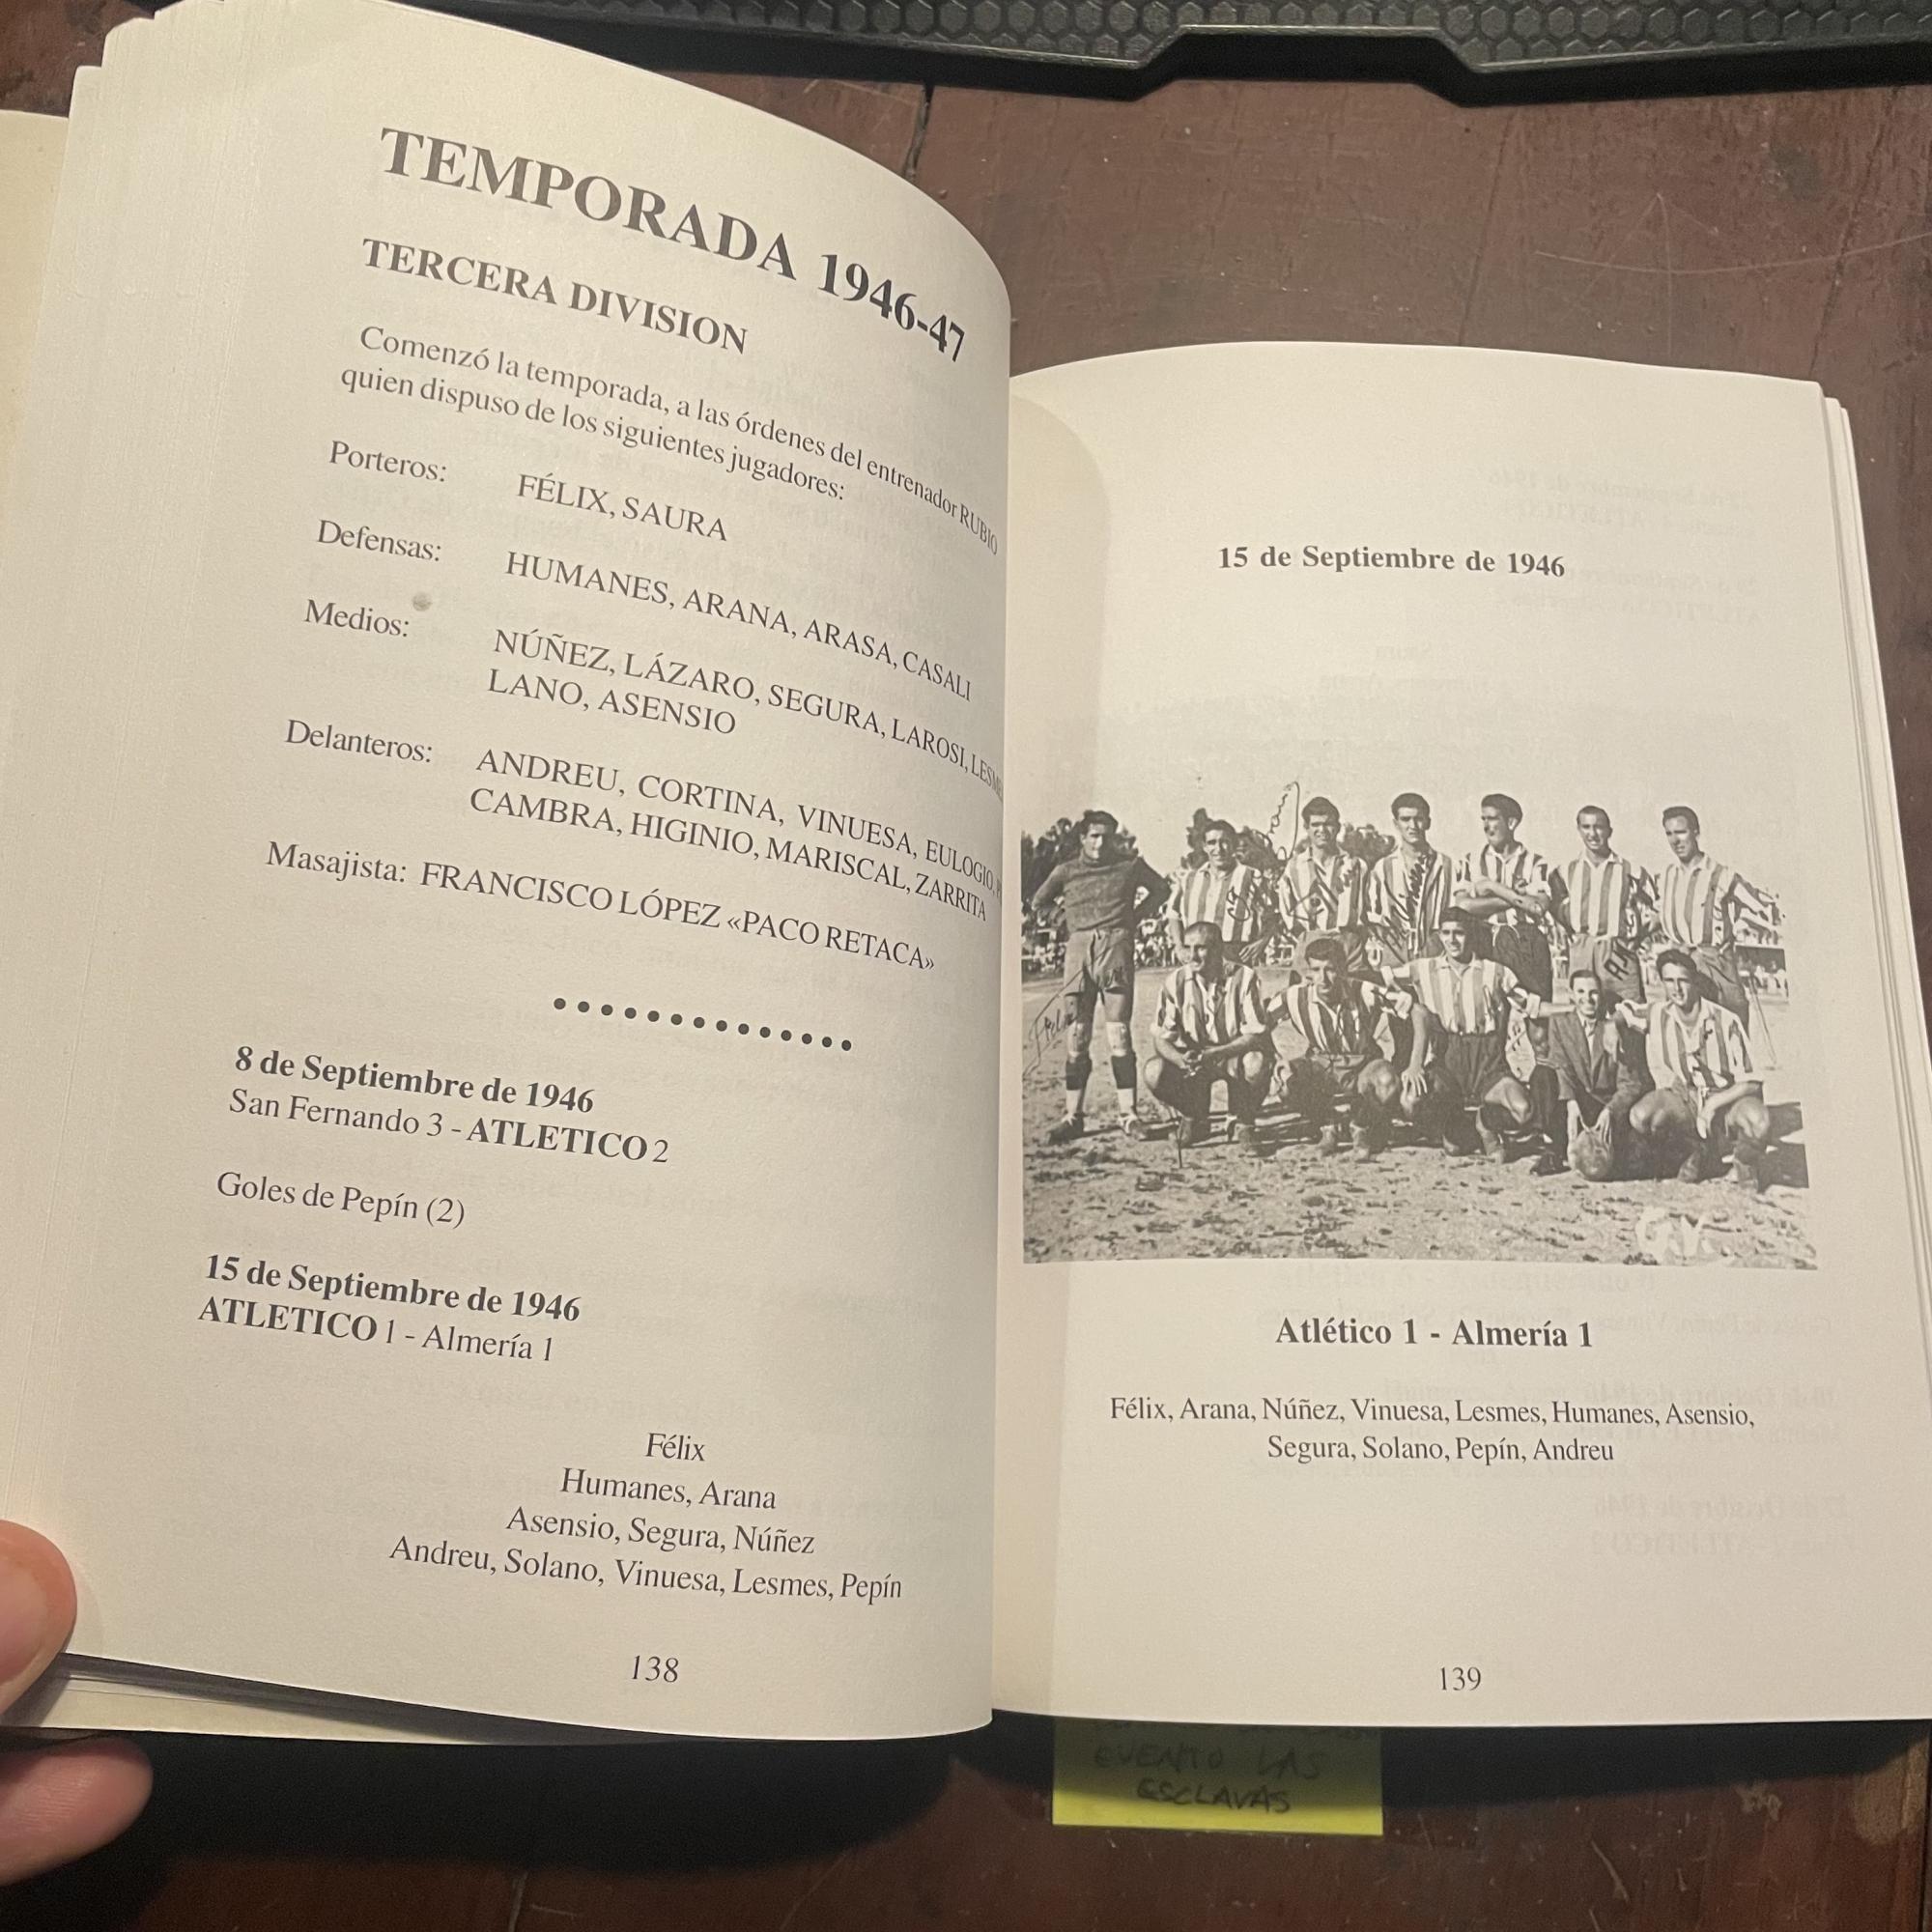 TEMPORADA 1946-47
TERCERA DIVISION
Comenzó la temporada, a las órdenes del entrenador RUBIO
quien dispuso de los siguientes jugadores:
Porteros: FÉLIX, SAURA
Defensas: HUMANES, ARANA, ARASA, CASALI
Medios: NÚÑEZ, LÁZARO, SEGURA, LAROSI,
LANO, ASENSIO
Delanteros: ANDREU, CORTINA, VINUESA, EULOGIO,
CAMBRA, HIGINIO, MARISCAL, ZARRITA
Masajista: FRANCISCO LÓPEZ «PACO RETACA»
8 de Septiembre de 1946
San Fernando 3 - ATLETICO 2
Goles de Pepín (2)
15 de Septiembre de 1946
ATLETICO 1 - Almería 1
Félix
Humanes, Arana
Asensio, Segura, Núñez
Andreu, Solano, Vinuesa, Lesmes, Pepín
138
15 de Septiembre de 1946
Atlético 1 - Almería 1
Félix, Arana, Núñez, Vinuesa, Lesmes, Humanes, Asensio,
Segura, Solano, Pepín, Andreu
139
EVENTO LAS
ESCLAVAS